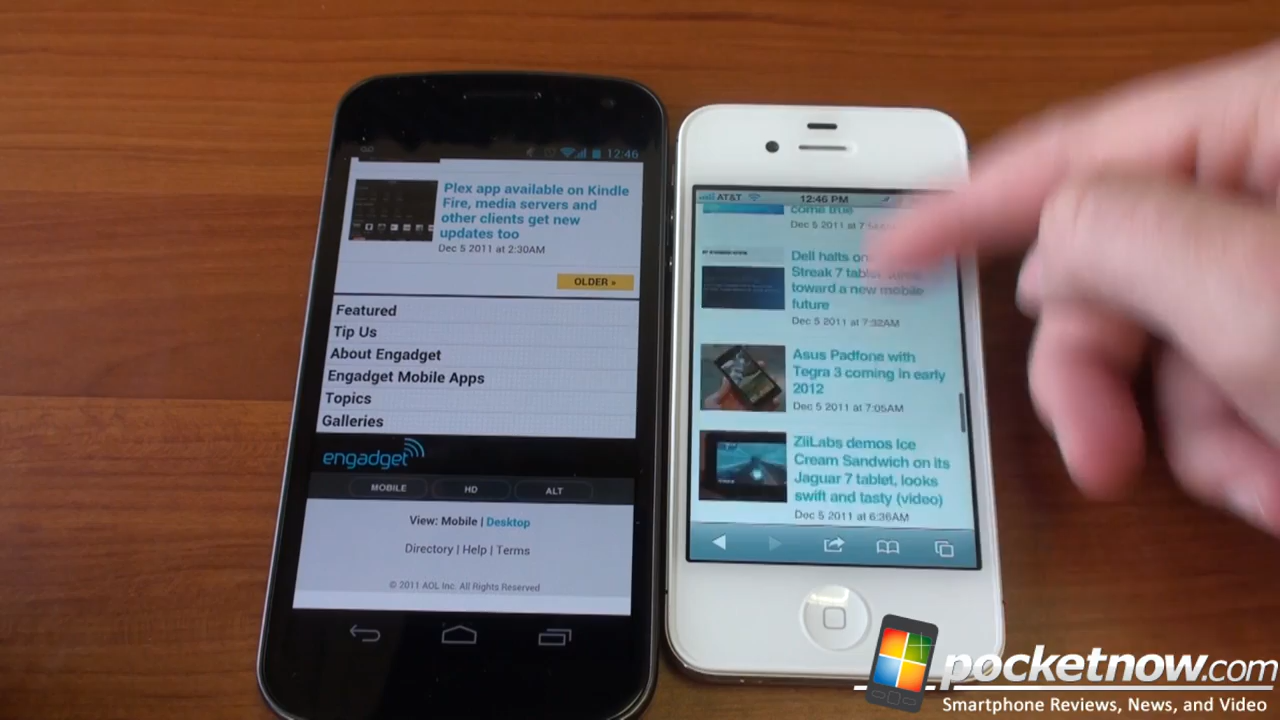 12:46
Plex app available on Kindle
Fire, media servers and
other clients get new
updates too
Dec 5 2011 at 2:30AM
OLDER »
Featured
Tip Us
About Engadget
Engadget Mobile Apps
Topics
Galleries
engadget
MOBILE
HD
ALT
View: Mobile | Desktop
Directory | Help | Terms
© 2011 AOL Inc. All Rights Reserved
AT&T 12:46 PM
come true
Dec 5 2011 at
Dell halts
Streak 7
toward a new mobile
future
Dec 5 2011 at 7:32AM
Asus Padfone with
Tegra 3 coming in early
2012
Dec 5 2011 at 7:05AM
ZiiLabs demos Ice
Cream Sandwich on its
Jaguar 7 tablet, looks
swift and tasty (video)
Dec 5 2011 at 6:36AM
pocketnow.com
Smartphone Reviews, News, and Video